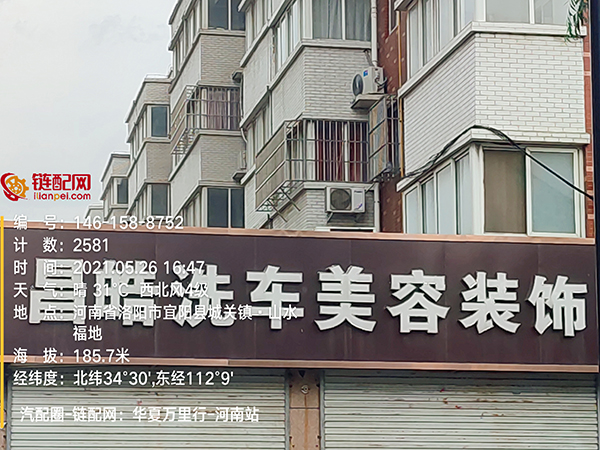 链配网
ilianpei.com
编 号：146-158-8752
计 数：2581
时 间：2021.05.26 16:47
天 气：晴 31℃ 西北风4级
地 点：河南省洛阳市宜阳县城关镇·山水
福地
海 拔：185.7米
经纬度：北纬34°30',东经112°9'
汽配圈-链配网：华夏万里行-河南站
昌皓洗车美容装饰